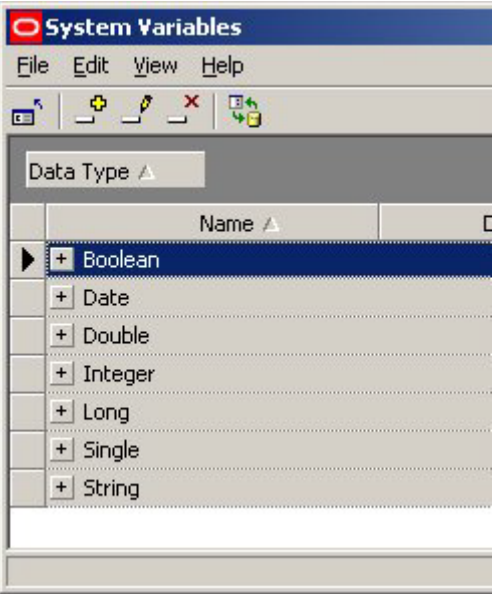 System Variables
File Edit View Help
Data Type
Name
Boolean
Date
Double
Integer
Long
Single
String